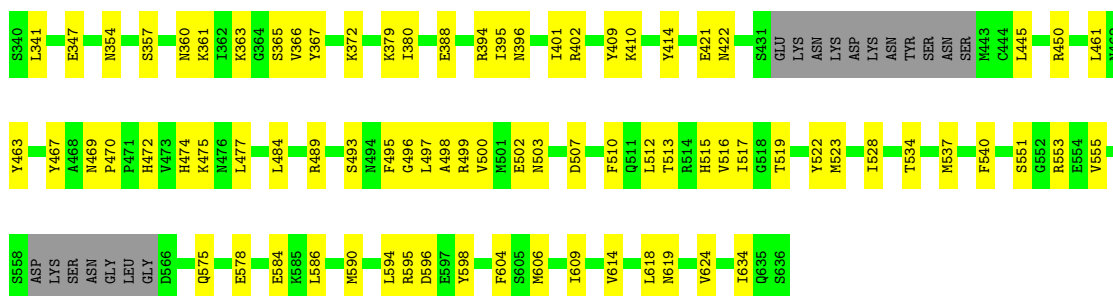 S340 L341 E347 N354 S357 N360 K361 I362 K363 G364 S365 V366 Y367 K372 K379 I380 E388 R394 I395 N396 I401 R402 Y409 K410 Y414 E421 N422 S431 GLU LYS ASN LYS ASP LYS ASN TYR SER ASN SER M443 C444 L445 R450 L461
Y463 Y467 A468 N469 P470 P471 H472 V473 H474 K475 N476 L477 L484 R489 S493 N494 F495 G496 L497 A498 R499 V500 M501 E502 N503 D507 F510 Q511 L512 T513 R514 H515 V516 I517 G518 T519 Y522 M523 I528 T534 M537 F540 S551 G552 R553 E554 V555
S558 ASP LYS SER ASN GLY LEU GLY D566 Q575 E578 E584 K585 L586 M590 L594 R595 D596 E597 Y598 F604 S605 M606 I609 V614 L618 N619 V624 I634 Q635 S636